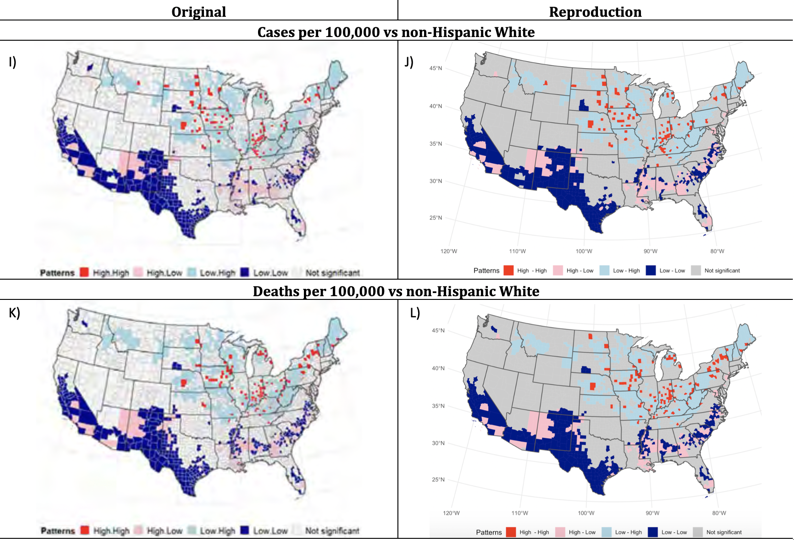 Original Reproduction
Cases per 100,000 vs non-Hispanic White
I) J)
45°N
40°N
35°N
30°N
25°N
120°W 110°W 100°W 90°W 80°W
Patterns High.High High.Low Low.High Low.Low Not significant
Patterns High - High High - Low Low - High Low - Low Not significant
Deaths per 100,000 vs non-Hispanic White
K) L)
45°N
40°N
35°N
30°N
25°N
120°W 110°W 100°W 90°W 80°W
Patterns High.High High.Low Low.High Low.Low Not significant
Patterns High - High High - Low Low - High Low - Low Not significant